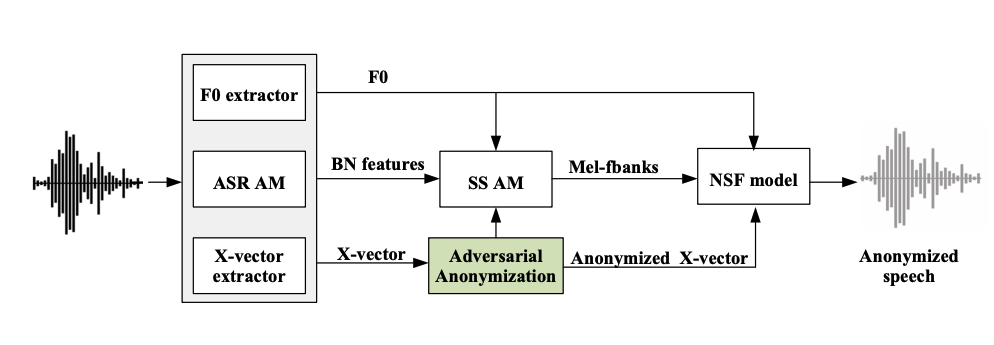 F0
F0 extractor
BN features
Mel-fbanks
ASR AM
SS AM
NSF model
X-vector
extractor
X-vector
Adversarial
Anonymization
Anonymized X-vector
Anonymized
speech